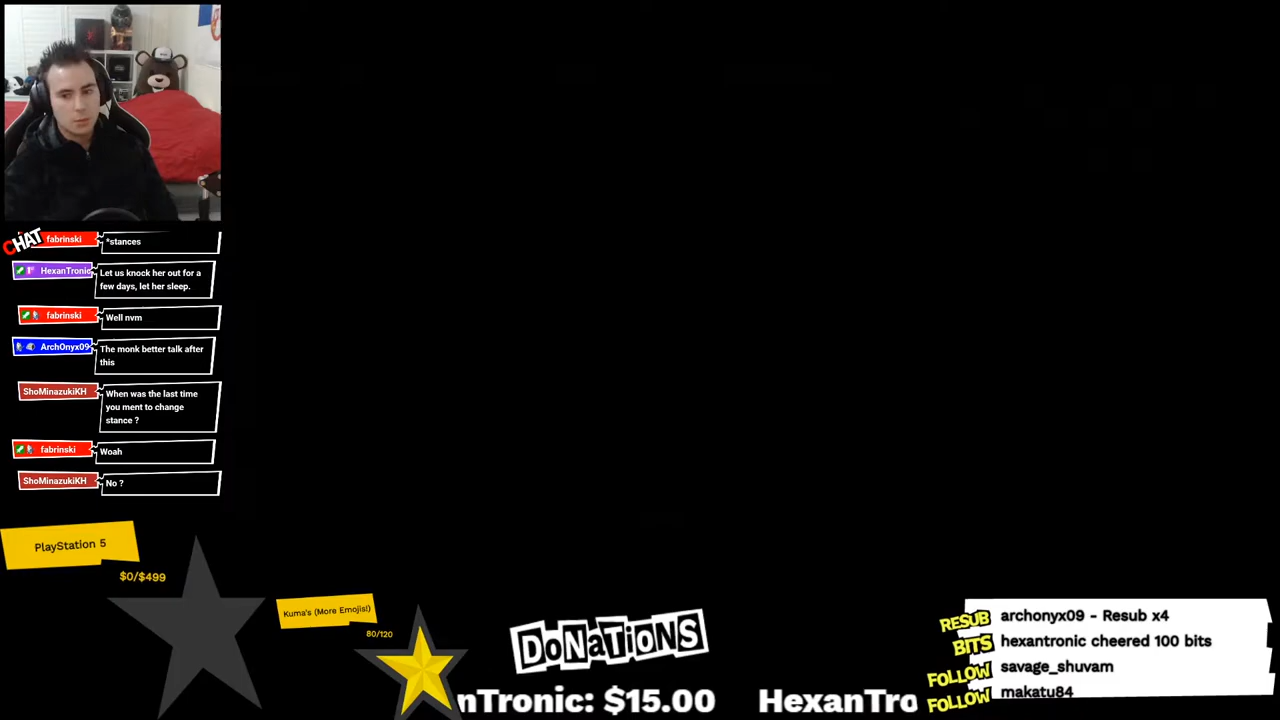 CHAT
fabrinski
*stances
HexanTronic
Let us knock her out for a
few days, let her sleep.
fabrinski
Well nvm
ArchOnyx09
The monk better talk after
this
ShoMinazukiKH
When was the last time
you ment to change
stance ?
fabrinski
Woah
ShoMinazukiKH
No ?
PlayStation 5
$0/$499
Kuma's (More Emojis!)
80/120
DoNaTiONS
nTronic: $15.00 HexanTro
RESUB archonyx09 - Resub x4
BITS hexantronic cheered 100 bits
FOLLOW savage_shuvam
FOLLOW makatu84